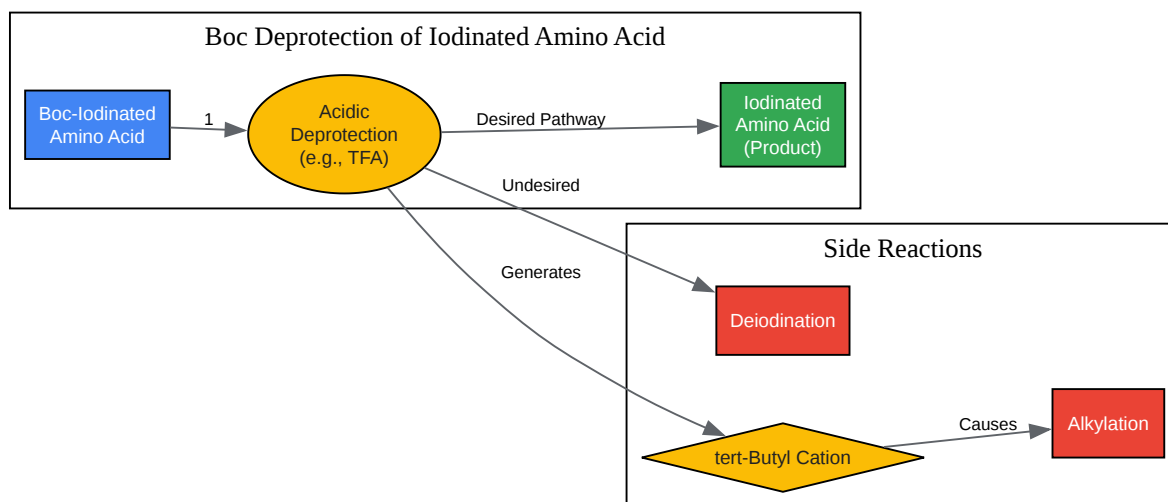 Boc Deprotection of Iodinated Amino Acid
Boc-Iodinated
Amino Acid
1
Acidic
Deprotection
(e.g., TFA)
Desired Pathway
Iodinated
Amino Acid
(Product)
Undesired
Generates
Side Reactions
Deiodination
tert-Butyl Cation
Causes
Alkylation